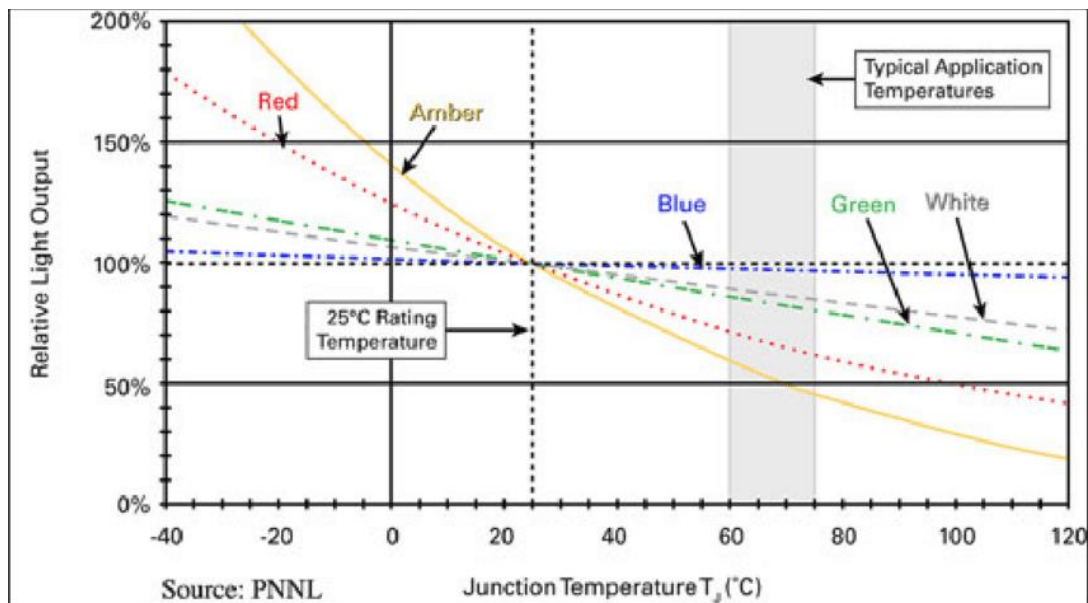 200%
150%
100%
50%
0%
Relative Light Output
Red
Amber
Blue
Green
White
Typical Application
Temperatures
25°C Rating
Temperature
-40 -20 0 20 40 60 80 100 120
Source: PNNL
Junction Temperature TJ (°C)